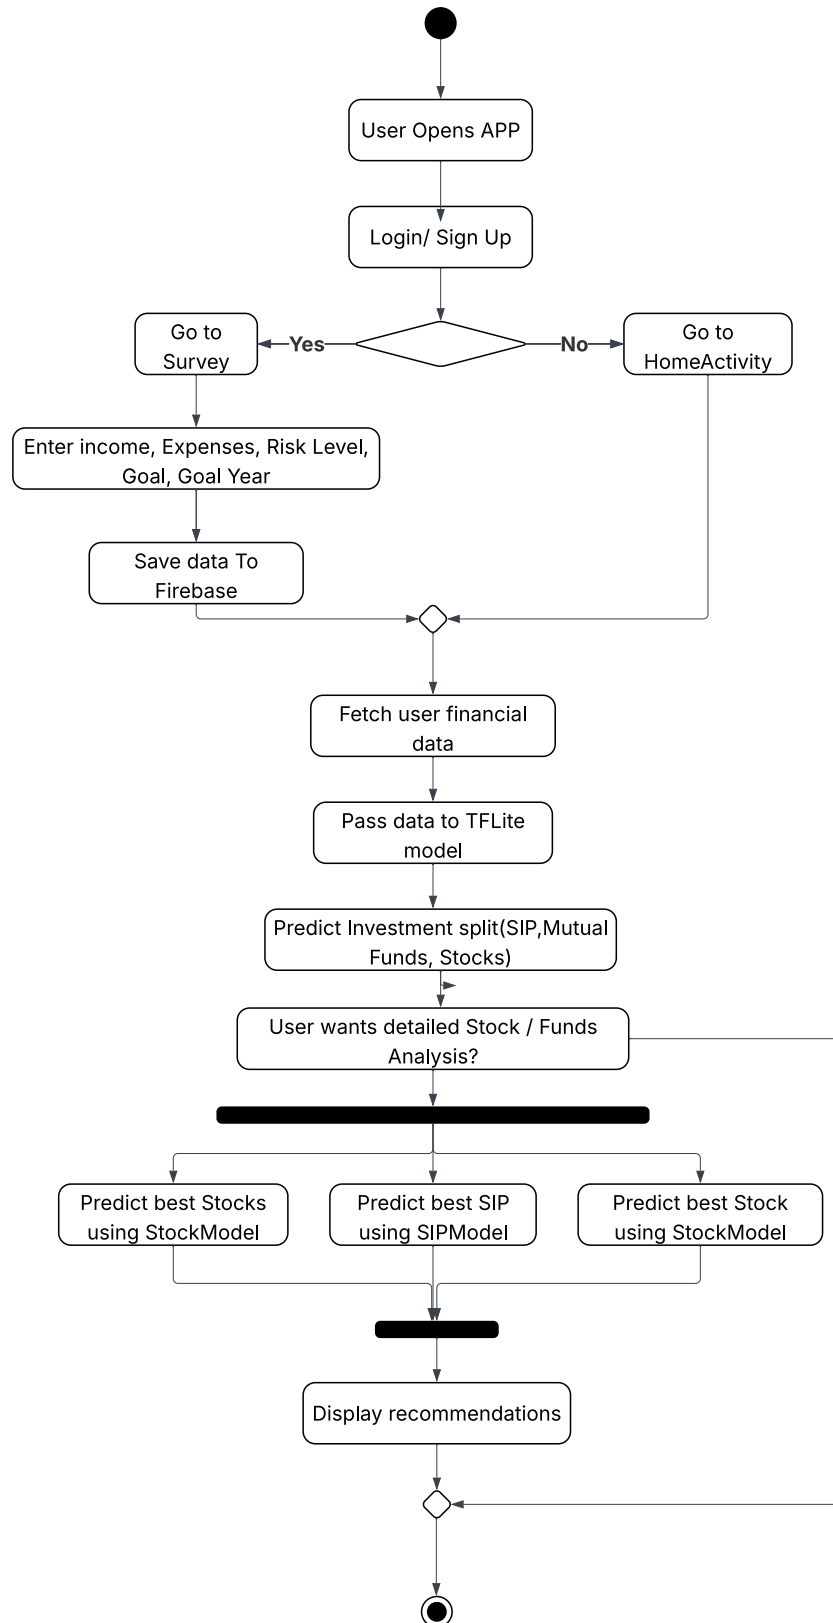 User Opens APP
Login/ Sign Up
Go to
Survey
Yes
No
Go to
HomeActivity
Enter income, Expenses, Risk Level,
Goal, Goal Year
Save data To
Firebase
Fetch user financial
data
Pass data to TFLite
model
Predict Investment split(SIP,Mutual
Funds, Stocks)
User wants detailed Stock / Funds
Analysis?
Predict best Stocks
using StockModel
Predict best SIP
using SIPModel
Predict best Stock
using StockModel
Display recommendations